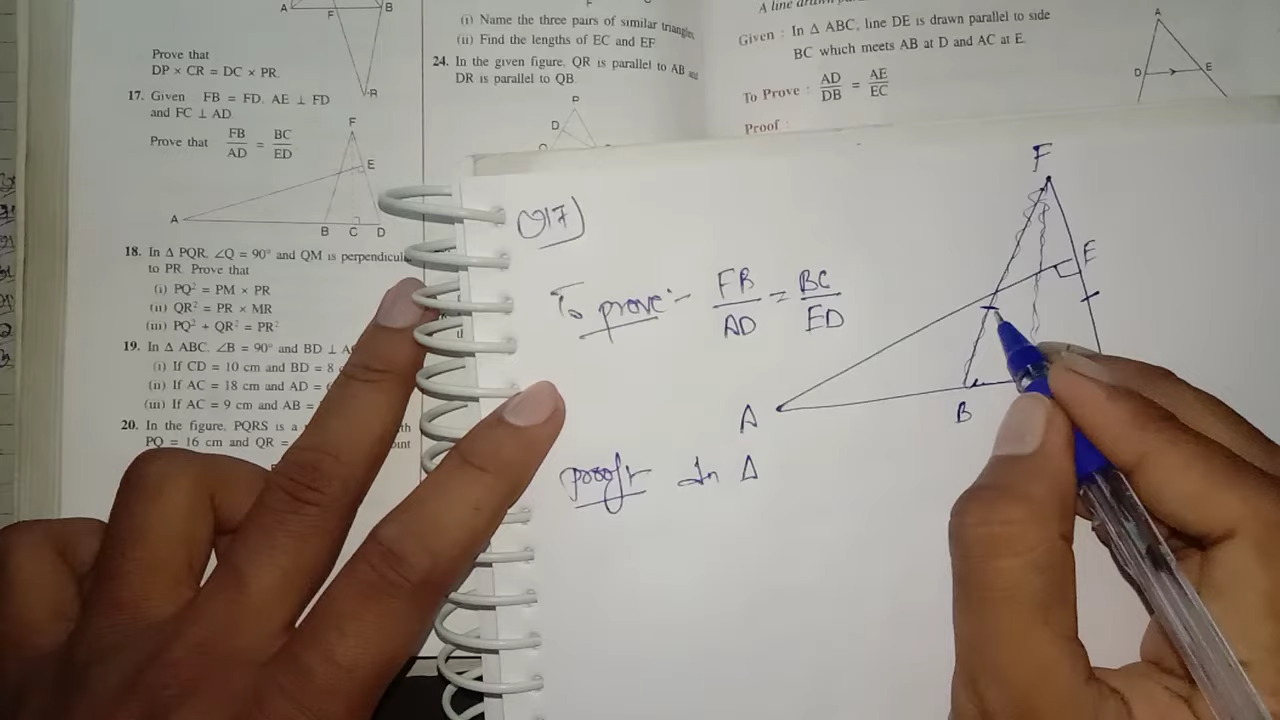 A F B
Prove that
DP × CR = DC × PR.
R
17. Given FB = FD, AE ⊥ FD
and FC ⊥ AD.
Prove that FB/AD = BC/ED
F
E
A
B C D
18. In Δ PQR, ∠Q = 90° and QM is
to PR. Prove that
(i) PQ² = PM × PR
(ii) QR² = PR × MR
(iii) PQ² + QR² = PR²
19. In Δ ABC, ∠B = 90° and BD ⊥
(i) If CD = 10 cm and BD = 8
(ii) If AC = 18 cm and AD =
(iii) If AC = 9 cm and AB =
20. In the figure, PQRS is a
PQ = 16 cm and QR =
(i) Name the three pairs of similar triangles.
(ii) Find the lengths of EC and EF
24. In the given figure, QR is parallel to AB and
DR is parallel to QB.
P
D
Given : In Δ ABC, line DE is drawn parallel to side
BC which meets AB at D and AC at E.
To Prove : AD/DB = AE/EC
Proof :
A
D E
Q17)
To prove:- FB/AD = BC/ED
F
E
A
B
proof:- In Δ